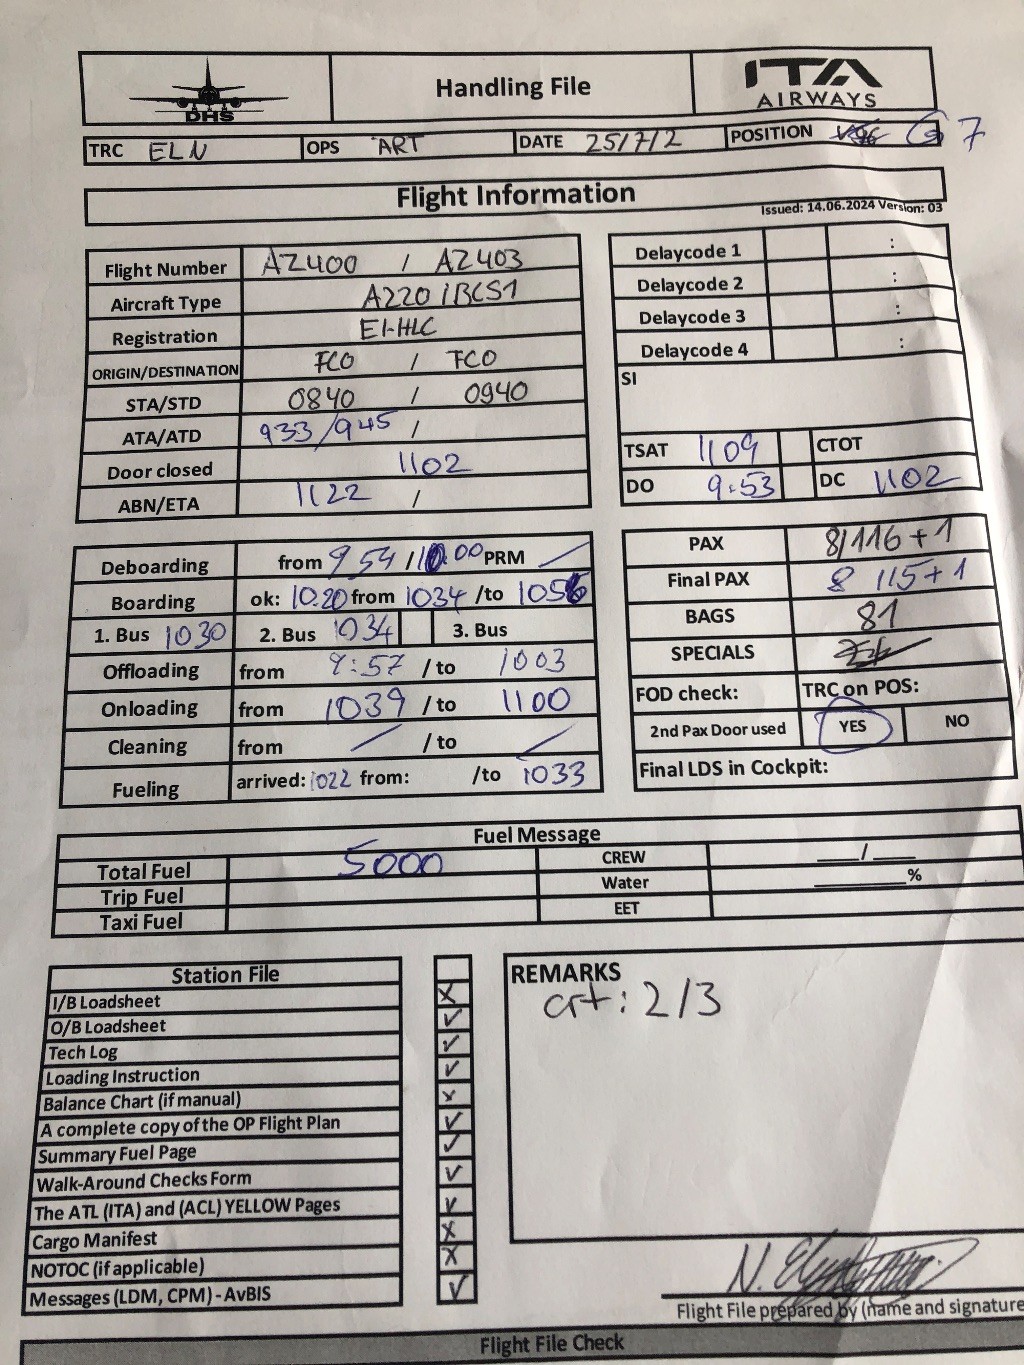 DHS
Handling File
ITA
AIRWAYS
TRC ELN OPS ART DATE 25/7/2 POSITION G7
Flight Information
Issued: 14.06.2024 Version: 03
Flight Number AZ400 / AZ403
Aircraft Type A220 / BCS1
Registration EI-HLC
ORIGIN/DESTINATION FCO / FCO
STA/STD 0840 / 0940
ATA/ATD 933/945 /
Door closed 1102
ABN/ETA 1122 /
Delaycode 1 :
Delaycode 2 :
Delaycode 3 :
Delaycode 4 :
SI
TSAT 1109 CTOT
DO 9:53 DC 1102
Deboarding from 954 / 10.00 PRM
Boarding ok: 10.20 from 1034 /to 1056
1. Bus 1030 2. Bus 1034 3. Bus
Offloading from 9:57 / to 1003
Onloading from 1039 / to 1100
Cleaning from / to
Fueling arrived: 1022 from: /to 1033
PAX 8/116+1
Final PAX 8 115+1
BAGS 81
SPECIALS
FOD check: TRC on POS:
2nd Pax Door used YES NO
Final LDS in Cockpit:
Fuel Message
Total Fuel 5000 CREW ___/___
Trip Fuel Water ______%
Taxi Fuel EET
Station File
I/B Loadsheet X
O/B Loadsheet ✓
Tech Log ✓
Loading Instruction ✓
Balance Chart (if manual) x
A complete copy of the OP Flight Plan ✓
Summary Fuel Page ✓
Walk-Around Checks Form ✓
The ATL (ITA) and (ACL) YELLOW Pages ✓
Cargo Manifest X
NOTOC (if applicable) X
Messages (LDM, CPM) - AvBIS ✓
REMARKS
crt: 2/3
N.
Flight File prepared by (name and signature
Flight File Check